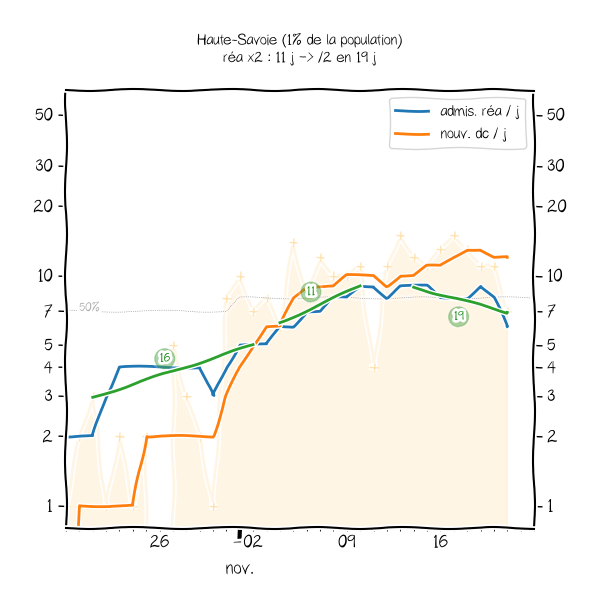 Haute-Savoie (1% de la population)
réa x2 : 11 j -> /2 en 19 j
admis. réa / j
nouv. dc / j
50 50
30 30
20 20
10 10
7 7
5 5
4 4
3 3
2 2
1 1
50%
16
11
19
26 02 09 16
nov.